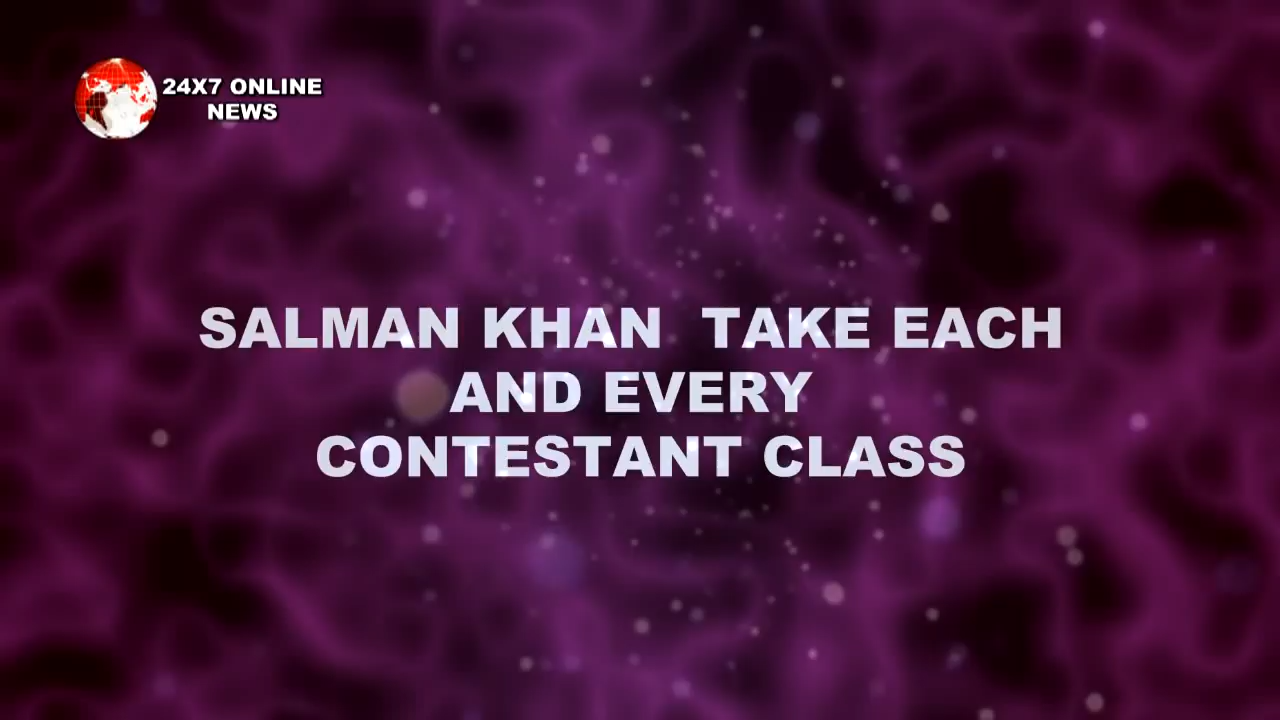 24X7 ONLINE
NEWS
SALMAN KHAN  TAKE EACH
AND EVERY
CONTESTANT CLASS